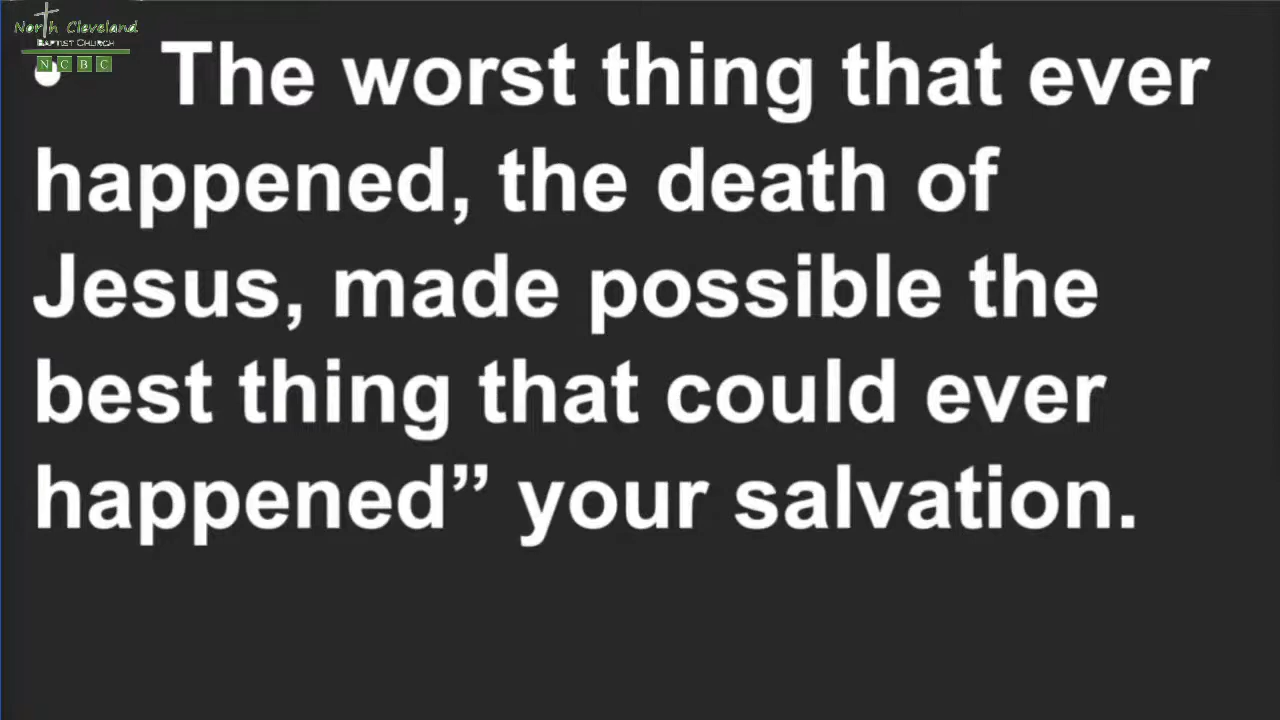 North Cleveland
BAPTIST CHURCH
N C B C
• The worst thing that ever
happened, the death of
Jesus, made possible the
best thing that could ever
happened” your salvation.